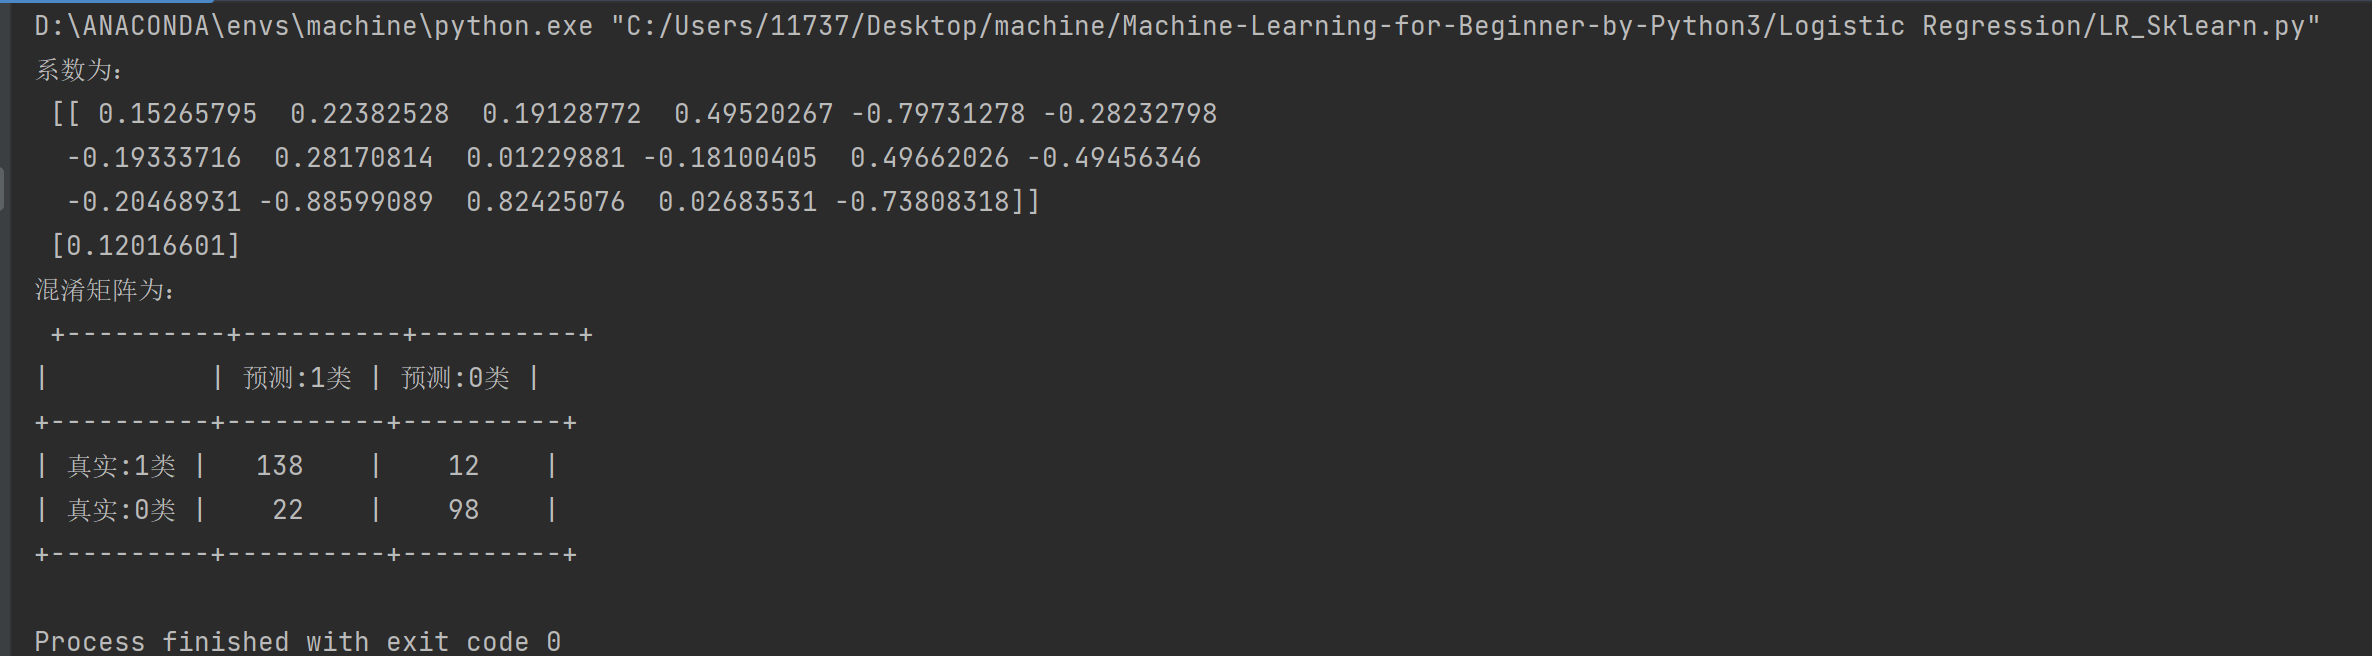 D:\ANACONDA\envs\machine\python.exe "C:/Users/11737/Desktop/machine/Machine-Learning-for-Beginner-by-Python3/Logistic Regression/LR_Sklearn.py"
系数为：
[[ 0.15265795  0.22382528  0.19128772  0.49520267 -0.79731278 -0.28232798
-0.19333716  0.28170814  0.01229881 -0.18100405  0.49662026 -0.49456346
-0.20468931 -0.88599089  0.82425076  0.02683531 -0.73808318]]
[0.12016601]
混淆矩阵为：
+----------+----------+----------+
|          | 预测:1类 | 预测:0类 |
+----------+----------+----------+
| 真实:1类 |   138    |    12    |
| 真实:0类 |    22    |    98    |
+----------+----------+----------+
Process finished with exit code 0